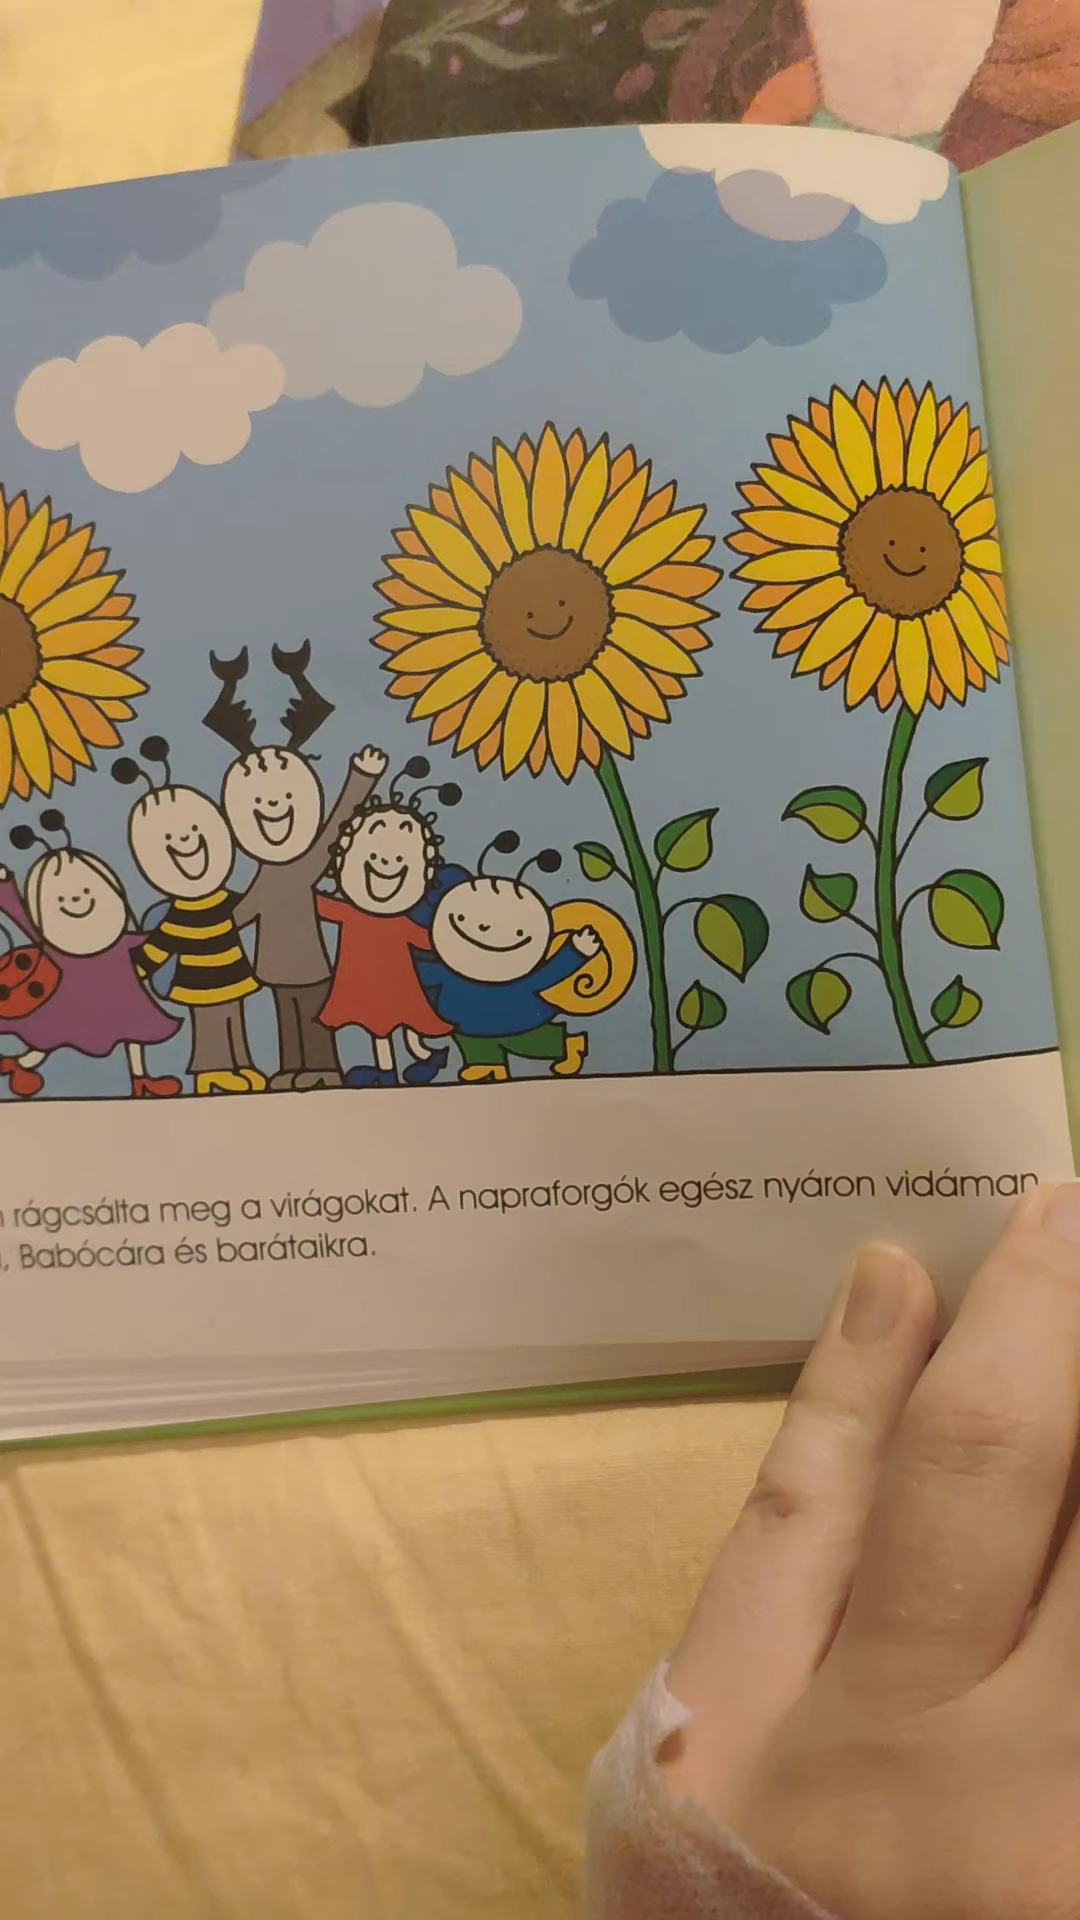 rágcsálta meg a virágokat. A napraforgók egész nyáron vidáman
, Babócára és barátaikra.